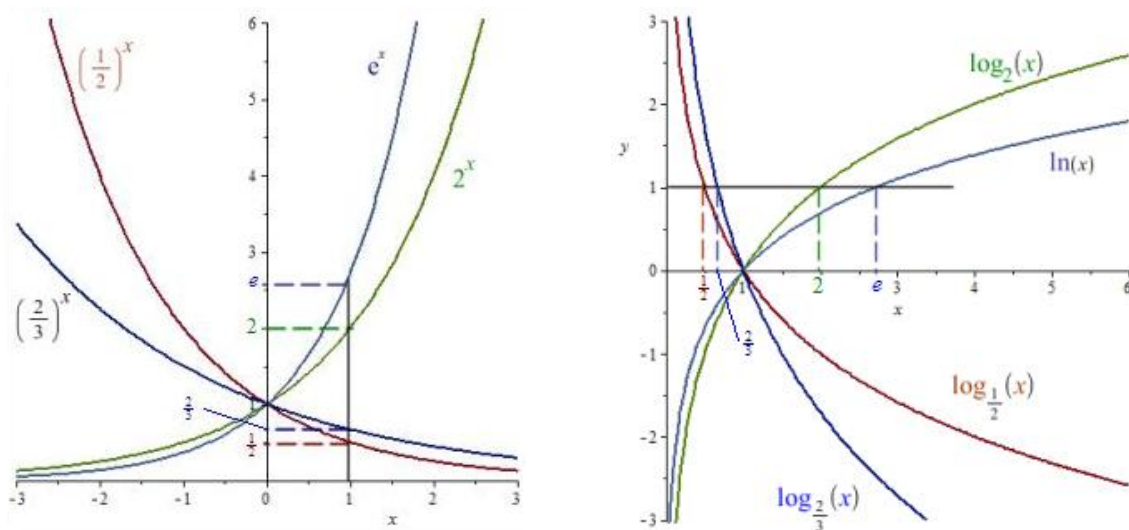 (1/2)^x
e^x
2^x
(2/3)^x
6
5
4
3
e
2
2/3
1/2
-3 -2 -1 0 1 2 3
x
3
2
y
1
0
-1
-2
-3
log_2(x)
ln(x)
1/2 1 2 e 3 4 5 6
x
2/3
log_{1/2}(x)
log_{2/3}(x)